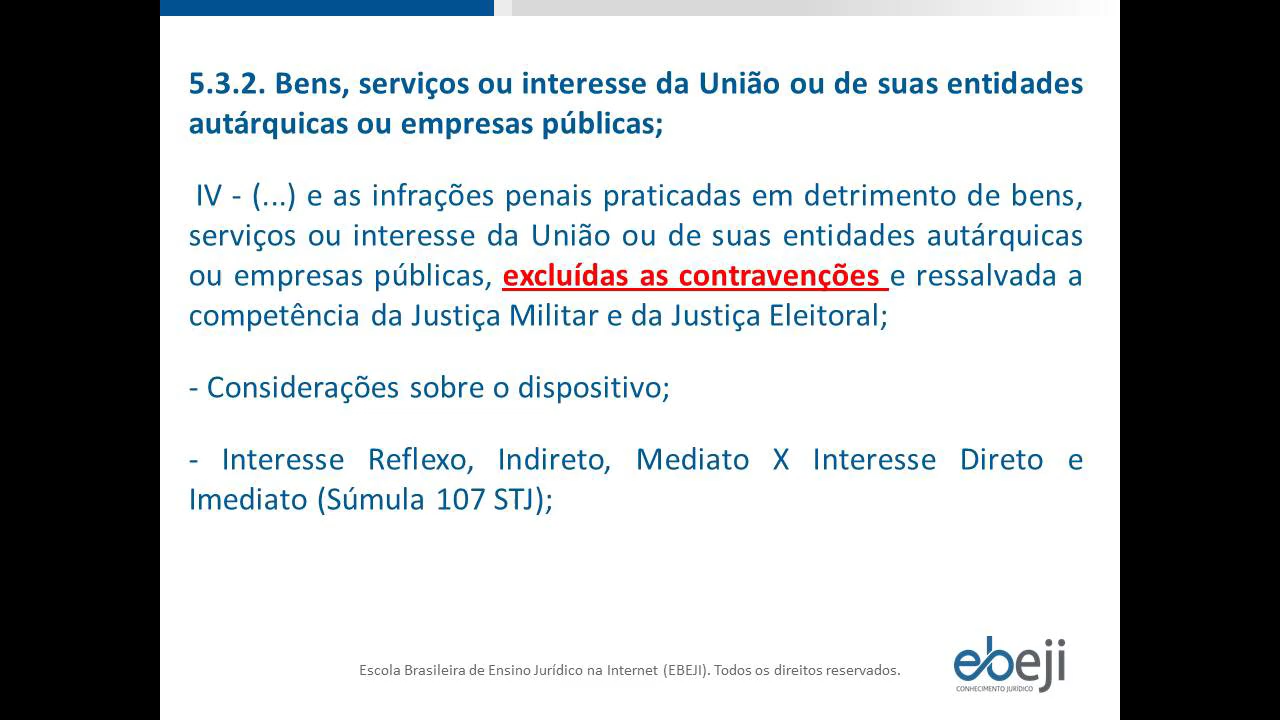 5.3.2. Bens, serviços ou interesse da União ou de suas entidades
autárquicas ou empresas públicas;
IV - (...) e as infrações penais praticadas em detrimento de bens,
serviços ou interesse da União ou de suas entidades autárquicas
ou empresas públicas, excluídas as contravenções e ressalvada a
competência da Justiça Militar e da Justiça Eleitoral;
- Considerações sobre o dispositivo;
- Interesse Reflexo, Indireto, Mediato X Interesse Direto e
Imediato (Súmula 107 STJ);
Escola Brasileira de Ensino Jurídico na Internet (EBEJI). Todos os direitos reservados.
ebeji
CONHECIMENTO JURÍDICO